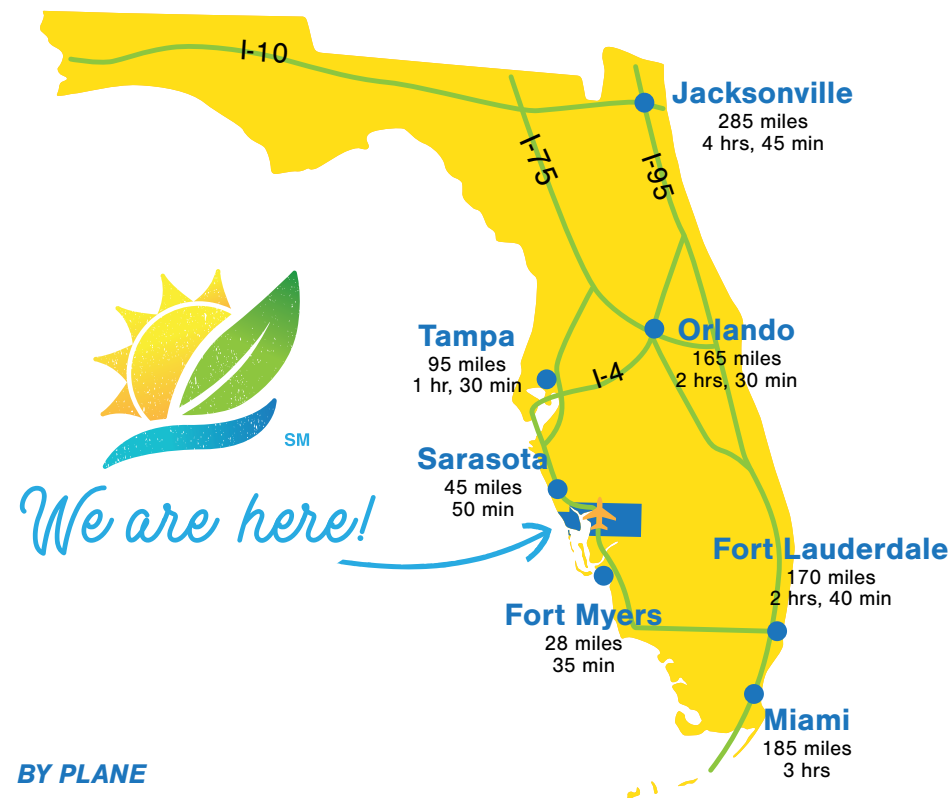 I-10
Jacksonville
285 miles
4 hrs, 45 min
I-75
I-95
Tampa
95 miles
1 hr, 30 min
Orlando
165 miles
2 hrs, 30 min
I-4
SM
Sarasota
45 miles
50 min
We are here!
Fort Lauderdale
170 miles
2 hrs, 40 min
Fort Myers
28 miles
35 min
Miami
185 miles
3 hrs
BY PLANE